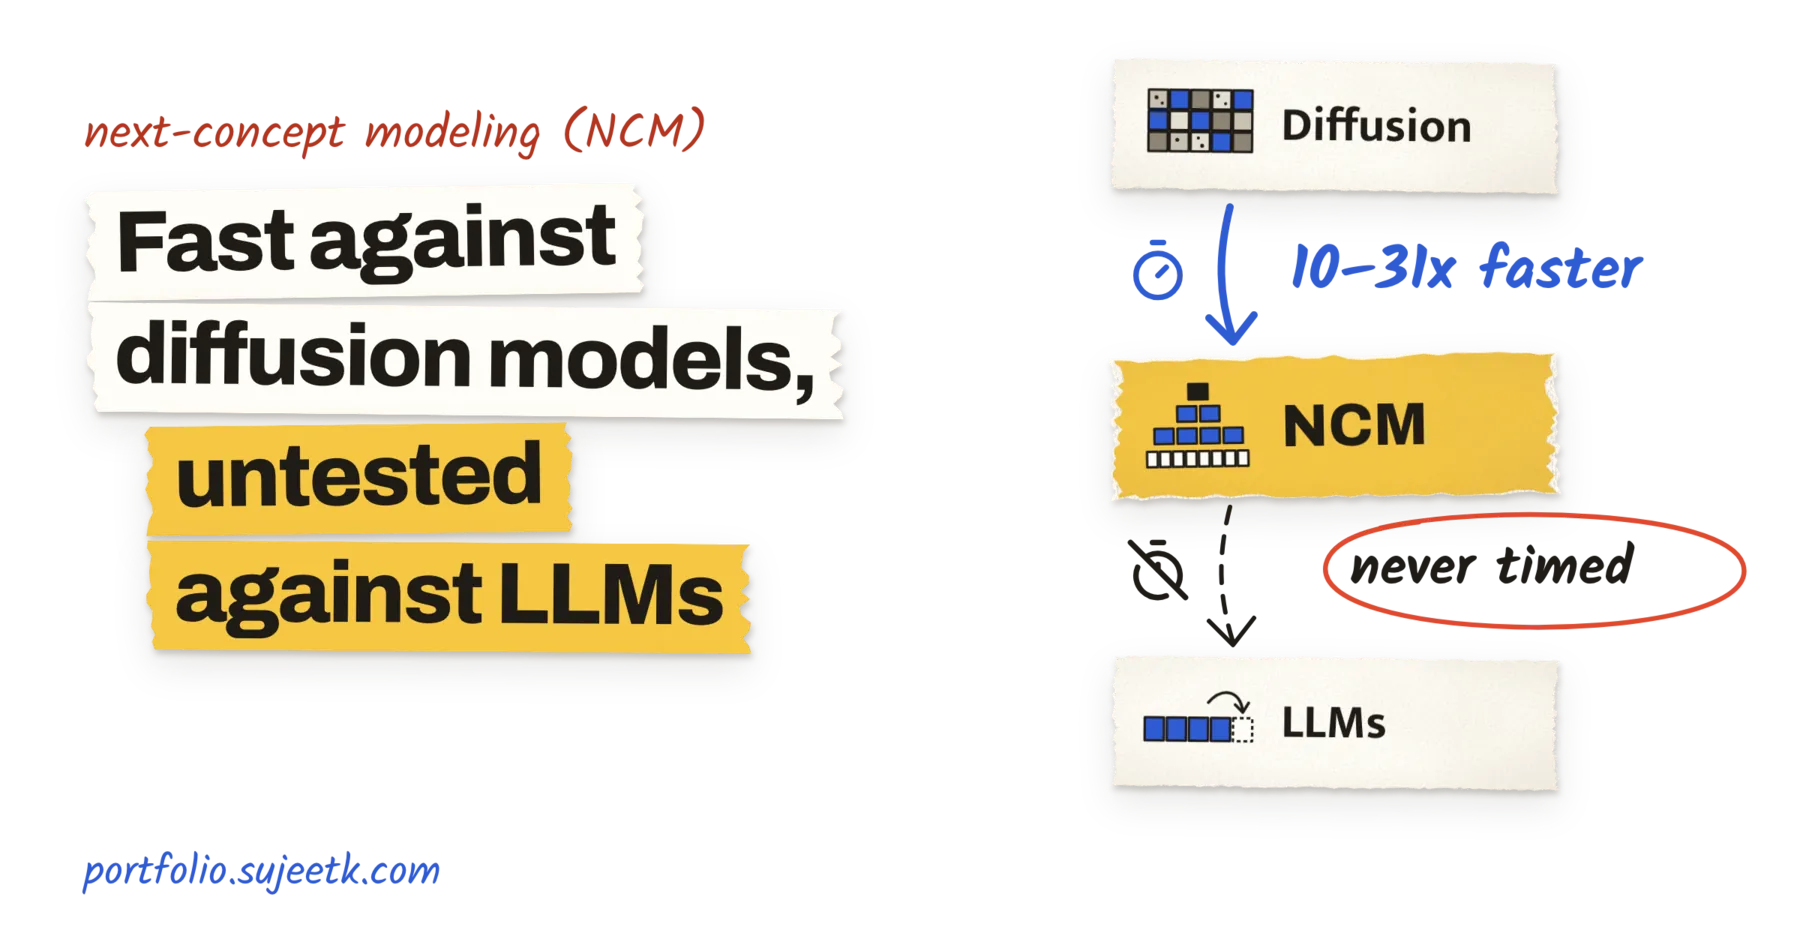 next-concept modeling (NCM)
Fast against
diffusion models,
untested
against LLMs
portfolio.sujeetk.com
Diffusion
10–31x faster
NCM
never timed
LLMs